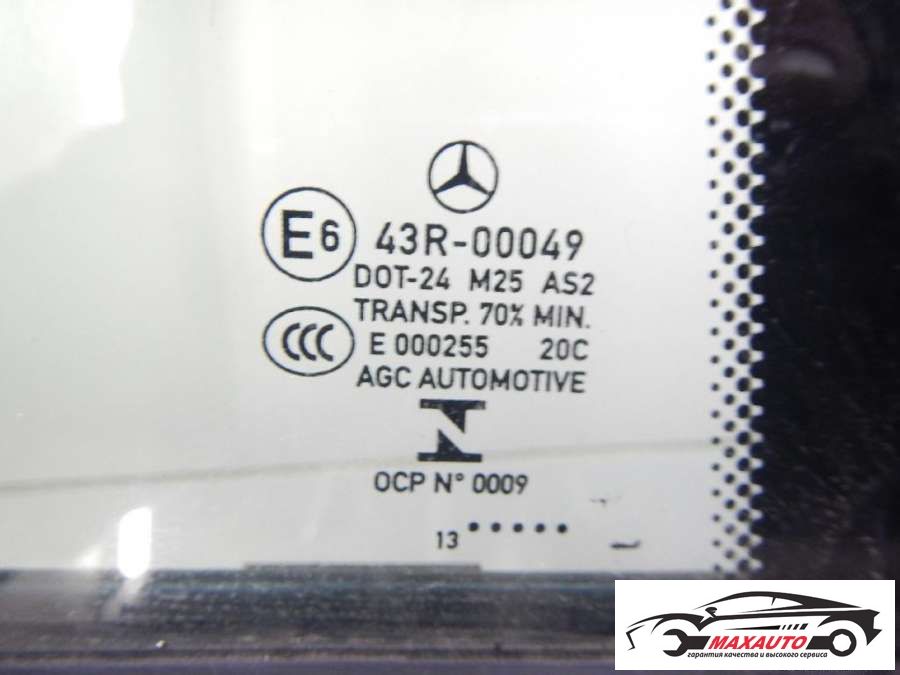 E6 43R-00049
DOT-24 M25 AS2
TRANSP. 70% MIN.
CCC E 000255 20C
AGC AUTOMOTIVE
N
OCP N° 0009
13 •••••
MAXAUTO
гарантия качества и высокого сервиса